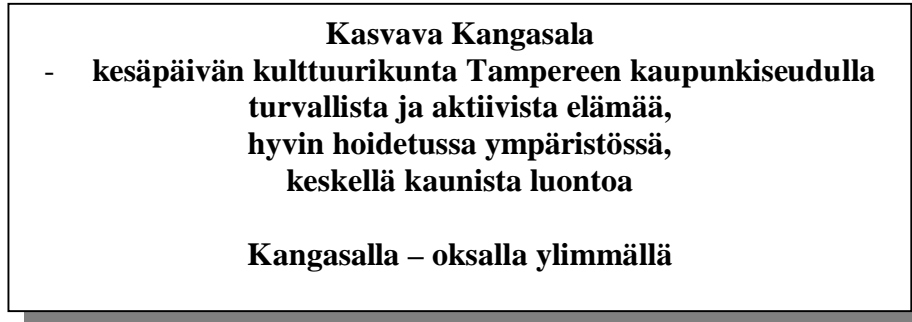 Kasvava Kangasala
- kesäpäivän kulttuurikunta Tampereen kaupunkiseudulla
turvallista ja aktiivista elämää,
hyvin hoidetussa ympäristössä,
keskellä kaunista luontoa
Kangasalla – oksalla ylimmällä